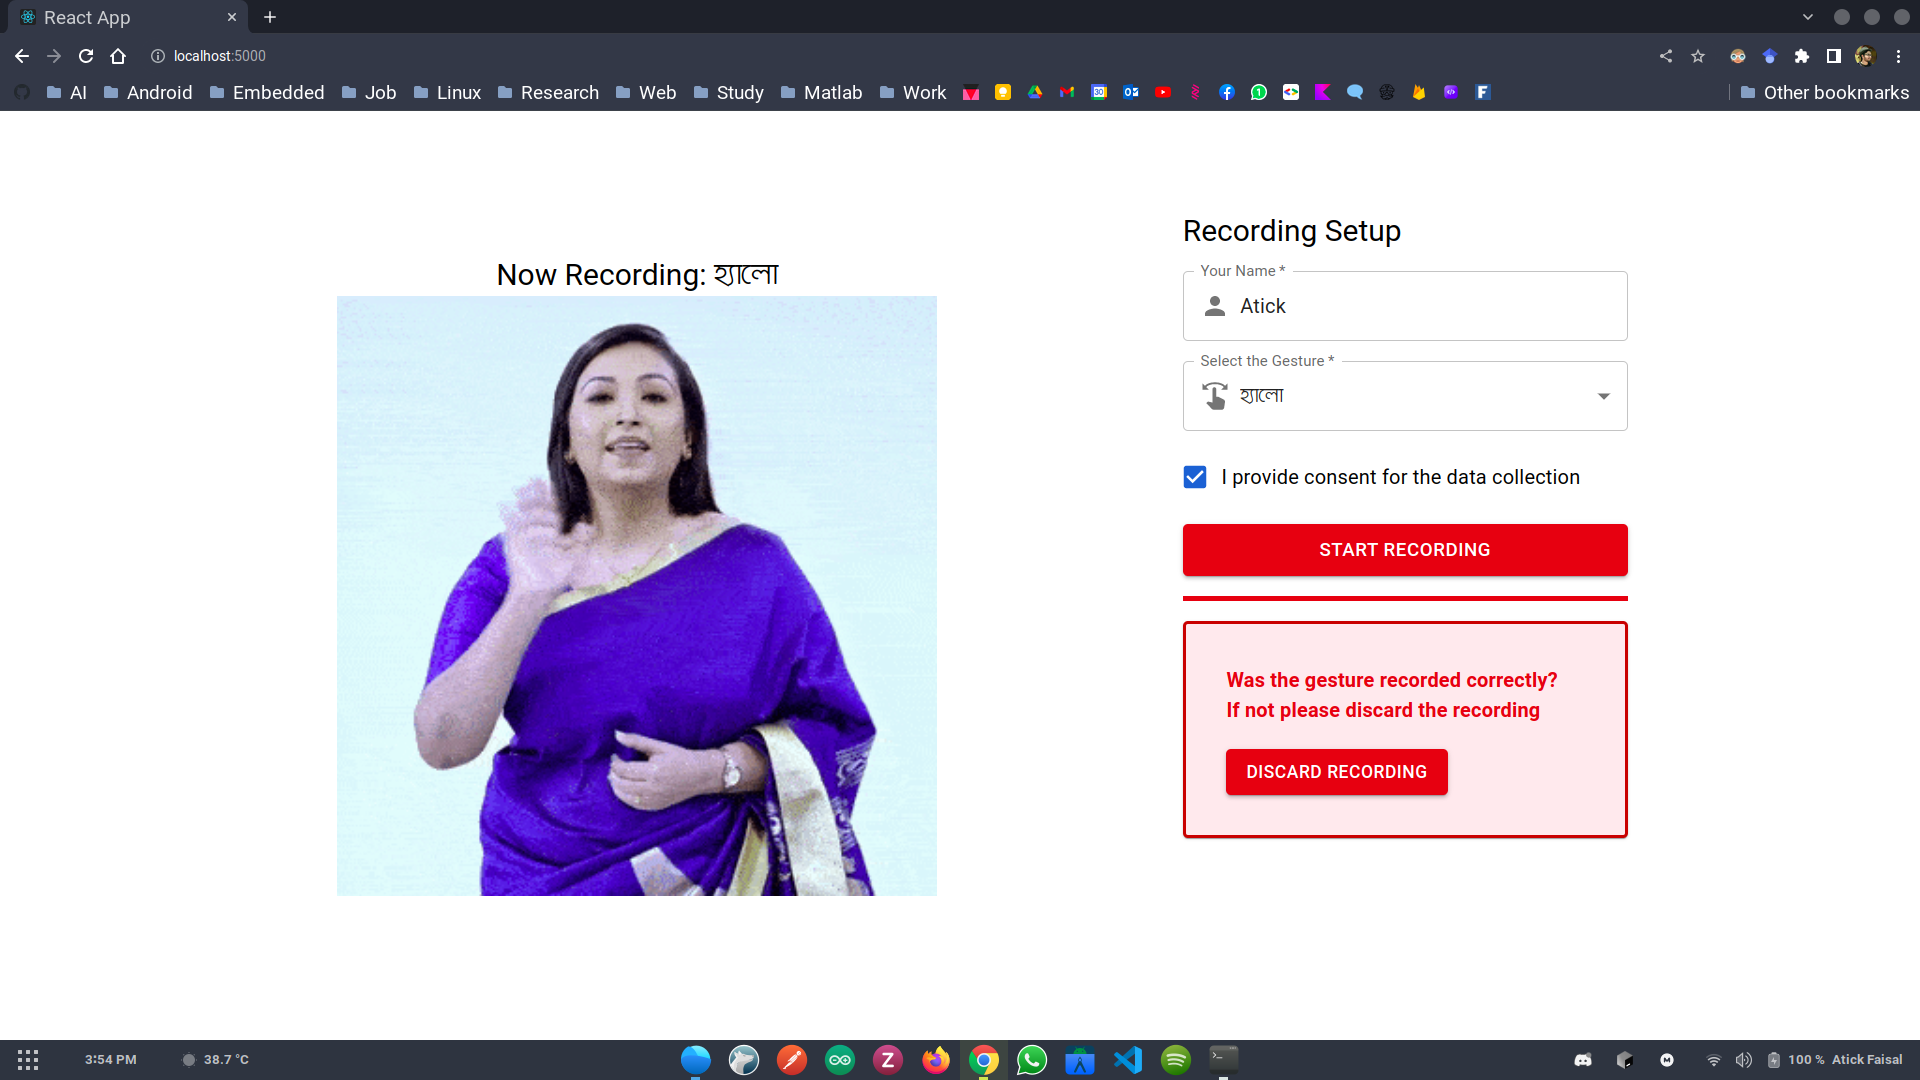 React App
localhost:5000
AI
Android
Embedded
Job
Linux
Research
Web
Study
Matlab
Work
Other bookmarks
Now Recording: হ্যালো
Recording Setup
Your Name *
Atick
Select the Gesture *
হ্যালো
I provide consent for the data collection
START RECORDING
Was the gesture recorded correctly?
If not please discard the recording
DISCARD RECORDING
3:54 PM
38.7 °C
100 %
Atick Faisal